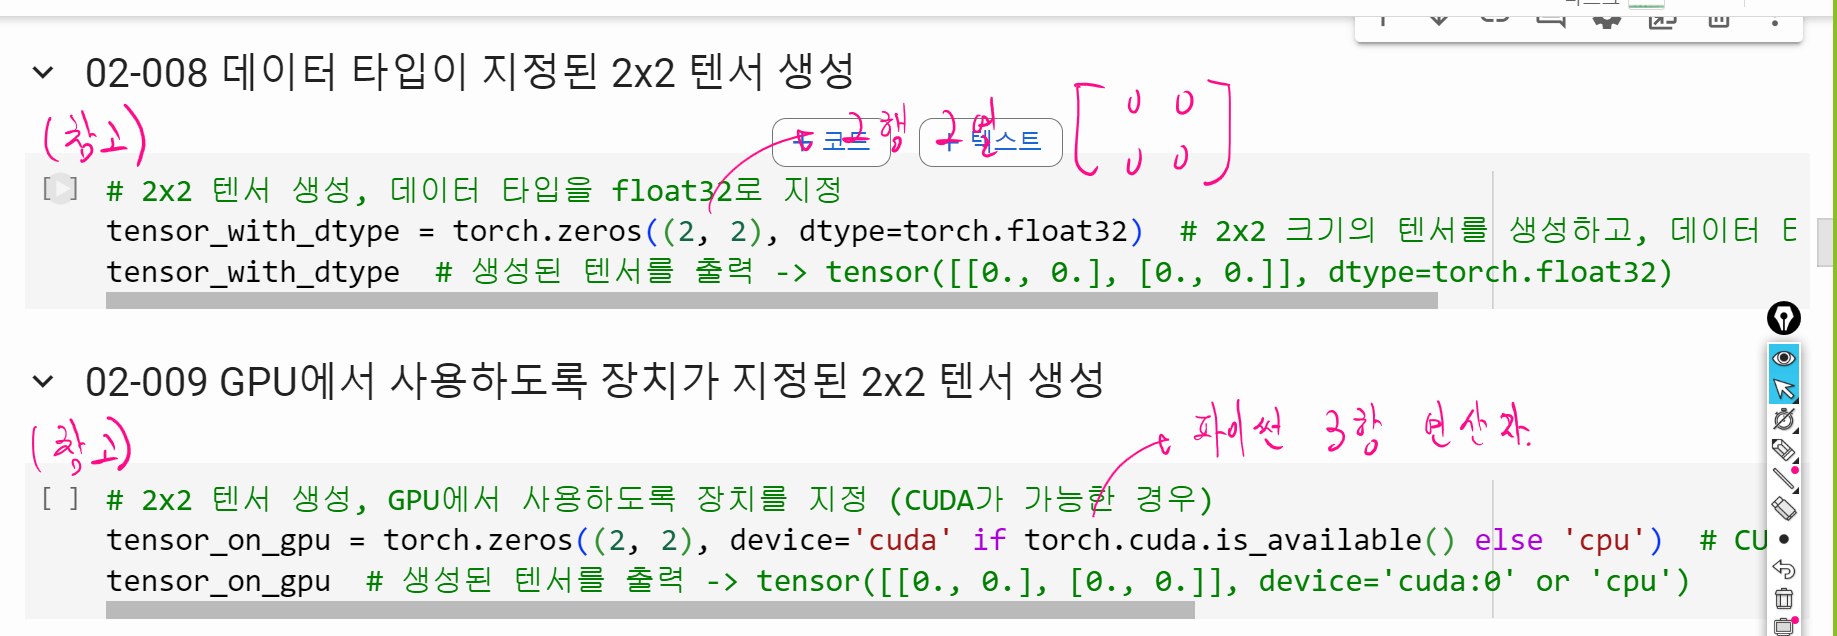 02-008 데이터 타입이 지정된 2x2 텐서 생성
(참고)
+ 코드
+ 텍스트
2행 2열
0 0
0 0
[ ]
# 2x2 텐서 생성, 데이터 타입을 float32로 지정
tensor_with_dtype = torch.zeros((2, 2), dtype=torch.float32) # 2x2 크기의 텐서를 생성하고, 데이터
tensor_with_dtype # 생성된 텐서를 출력 -> tensor([[0., 0.], [0., 0.]], dtype=torch.float32)
02-009 GPU에서 사용하도록 장치가 지정된 2x2 텐서 생성
(참고)
파이썬 3항 연산자.
[ ] # 2x2 텐서 생성, GPU에서 사용하도록 장치를 지정 (CUDA가 가능한 경우)
tensor_on_gpu = torch.zeros((2, 2), device='cuda' if torch.cuda.is_available() else 'cpu') # CU
tensor_on_gpu # 생성된 텐서를 출력 -> tensor([[0., 0.], [0., 0.]], device='cuda:0' or 'cpu')